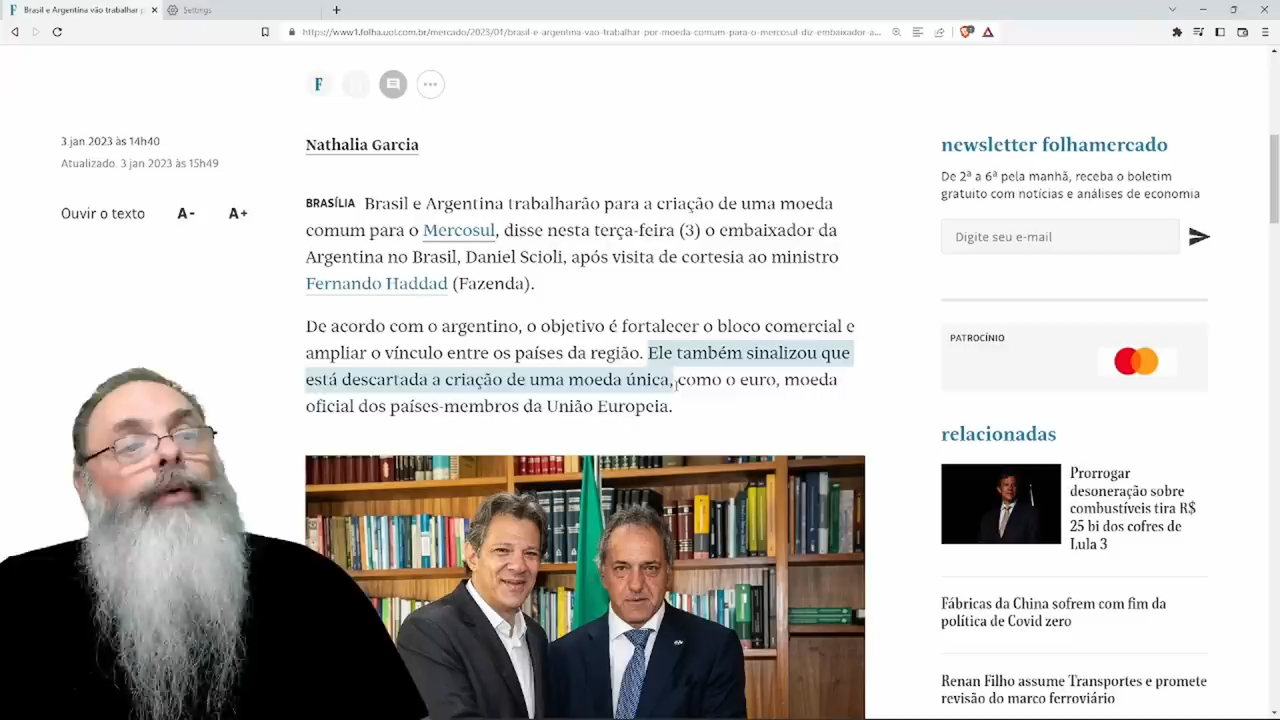 Brasil e Argentina vão trabalhar p
Settings
https://www1.folha.uol.com.br/mercado/2023/01/brasil-e-argentina-vao-trabalhar-por-moeda-comum-para-o-mercosul-diz-embaixador-a...
F
3 jan 2023 às 14h40
Atualizado: 3 jan 2023 às 15h49
Ouvir o texto A- A+
Nathalia Garcia
BRASÍLIA Brasil e Argentina trabalharão para a criação de uma moeda
comum para o Mercosul, disse nesta terça-feira (3) o embaixador da
Argentina no Brasil, Daniel Scioli, após visita de cortesia ao ministro
Fernando Haddad (Fazenda).
De acordo com o argentino, o objetivo é fortalecer o bloco comercial e
ampliar o vínculo entre os países da região. Ele também sinalizou que
está descartada a criação de uma moeda única, como o euro, moeda
oficial dos países-membros da União Europeia.
newsletter folhamercado
De 2ª a 6ª pela manhã, receba o boletim
gratuito com notícias e análises de economia
Digite seu e-mail
PATROCÍNIO
relacionadas
Prorrogar
desoneração sobre
combustíveis tira R$
25 bi dos cofres de
Lula 3
Fábricas da China sofrem com fim da
política de Covid zero
Renan Filho assume Transportes e promete
revisão do marco ferroviário